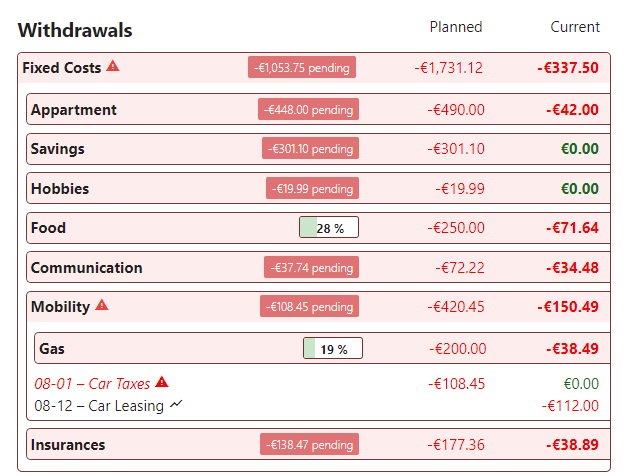 Withdrawals Planned Current
Fixed Costs -€1,053.75 pending -€1,731.12 -€337.50
Appartment -€448.00 pending -€490.00 -€42.00
Savings -€301.10 pending -€301.10 €0.00
Hobbies -€19.99 pending -€19.99 €0.00
Food 28 % -€250.00 -€71.64
Communication -€37.74 pending -€72.22 -€34.48
Mobility -€108.45 pending -€420.45 -€150.49
Gas 19 % -€200.00 -€38.49
08-01 – Car Taxes -€108.45 €0.00
08-12 – Car Leasing -€112.00
Insurances -€138.47 pending -€177.36 -€38.89